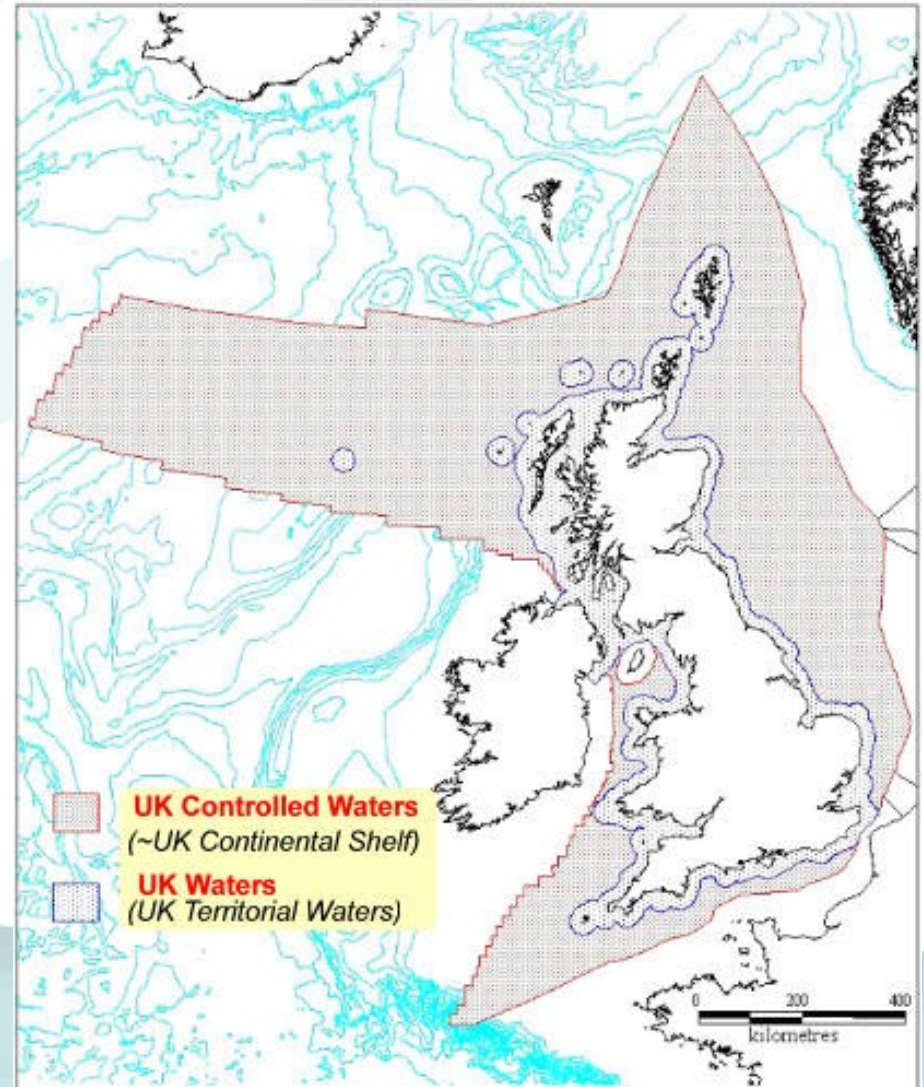 UK Controlled Waters
(~UK Continental Shelf)
UK Waters
(UK Territorial Waters)
0 200 400
kilometres